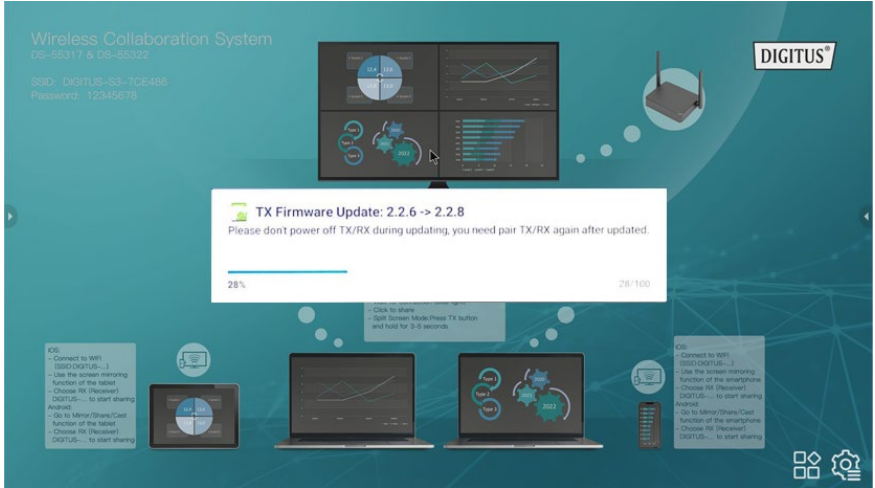 Wireless Collaboration System
DS-55317 & DS-55322
SSID: DIGITUS-S3-7CE486
Password: 12345678
DIGITUS®
TX Firmware Update: 2.2.6 -> 2.2.8
Please don't power off TX/RX during updating, you need pair TX/RX again after updated.
28%
28/100
- Click to share
- Split Screen Mode:Press TX button
and hold for 3-5 seconds
iOS:
- Connect to WiFi
(SSID:DIGITUS-...)
- Use the screen mirroring
function of the tablet
- Choose RX (Receiver)
DIGITUS-... to start sharing
Android:
- Go to Mirror/Share/Cast
function of the tablet
- Choose RX (Receiver)
DIGITUS-... to start sharing
Type 1
Type 2
Type 3
2022
iOS:
- Connect to WiFi
(SSID:DIGITUS-...)
- Use the screen mirroring
function of the smartphone
- Choose RX (Receiver)
DIGITUS-... to start sharing
Android:
- Go to Mirror/Share/Cast
function of the smartphone
- Choose RX (Receiver)
DIGITUS-... to start sharing